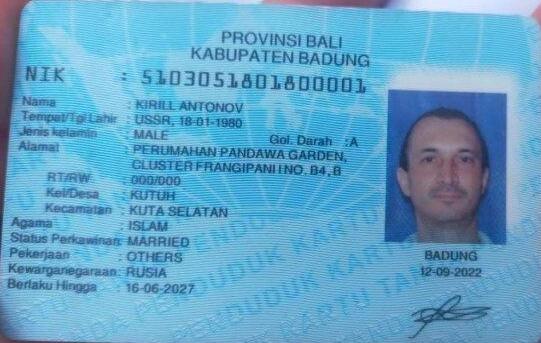 PROVINSI BALI
KABUPATEN BADUNG
NIK : 5103051801800001
Nama : KIRILL ANTONOV
Tempat/Tgl Lahir : USSR, 18-01-1980
Jenis kelamin : MALE Gol. Darah : A
Alamat : PERUMAHAN PANDAWA GARDEN,
CLUSTER FRANGIPANI I NO. B4, B
RT/RW : 000/000
Kel/Desa : KUTUH
Kecamatan : KUTA SELATAN
Agama : ISLAM
Status Perkawinan: MARRIED
Pekerjaan : OTHERS
Kewarganegaraan: RUSIA
Berlaku Hingga : 16-06-2027
BADUNG
12-09-2022